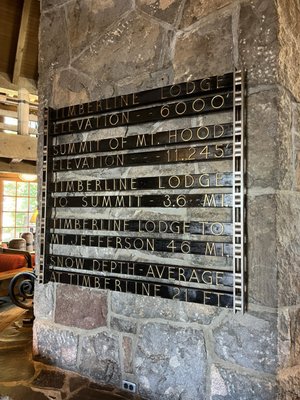 TIMBERLINE LODGE
ELEVATION 6000
SUMMIT OF MT. HOOD
ELEVATION 11,245
TIMBERLINE LODGE
TO SUMMIT 3.6 MI.
TIMBERLINE LODGE TO
MT. JEFFERSON 46 MI.
SNOW DEPTH-AVERAGE
TIMBERLINE 21 FT.